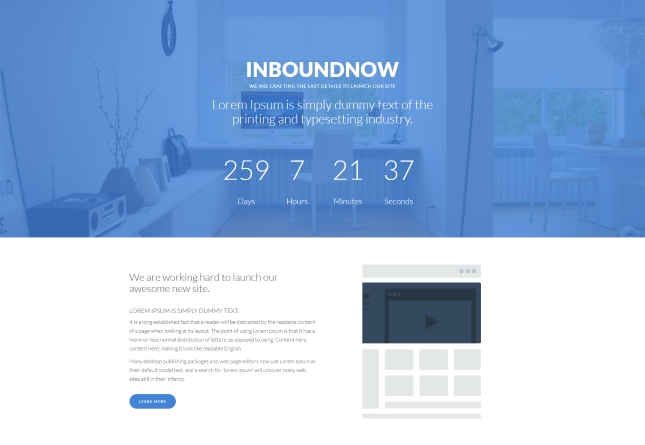 INBOUNDNOW
WE ARE CRAFTING THE LAST DETAILS TO LAUNCH OUR SITE
Lorem Ipsum is simply dummy text of the
printing and typesetting industry.
259 7 21 37
Days Hours Minutes Seconds
We are working hard to launch our
awesome new site.
LOREM IPSUM IS SIMPLY DUMMY TEXT.
It is a long established fact that a reader will be distracted by the readable content
of a page when looking at its layout. The point of using Lorem Ipsum is that it has a
more-or-less normal distribution of letters, as opposed to using 'Content here,
content here', making it look like readable English.
Many desktop publishing packages and web page editors now use Lorem Ipsum as
their default model text, and a search for 'lorem ipsum' will uncover many web
sites still in their infancy.
LEARN MORE